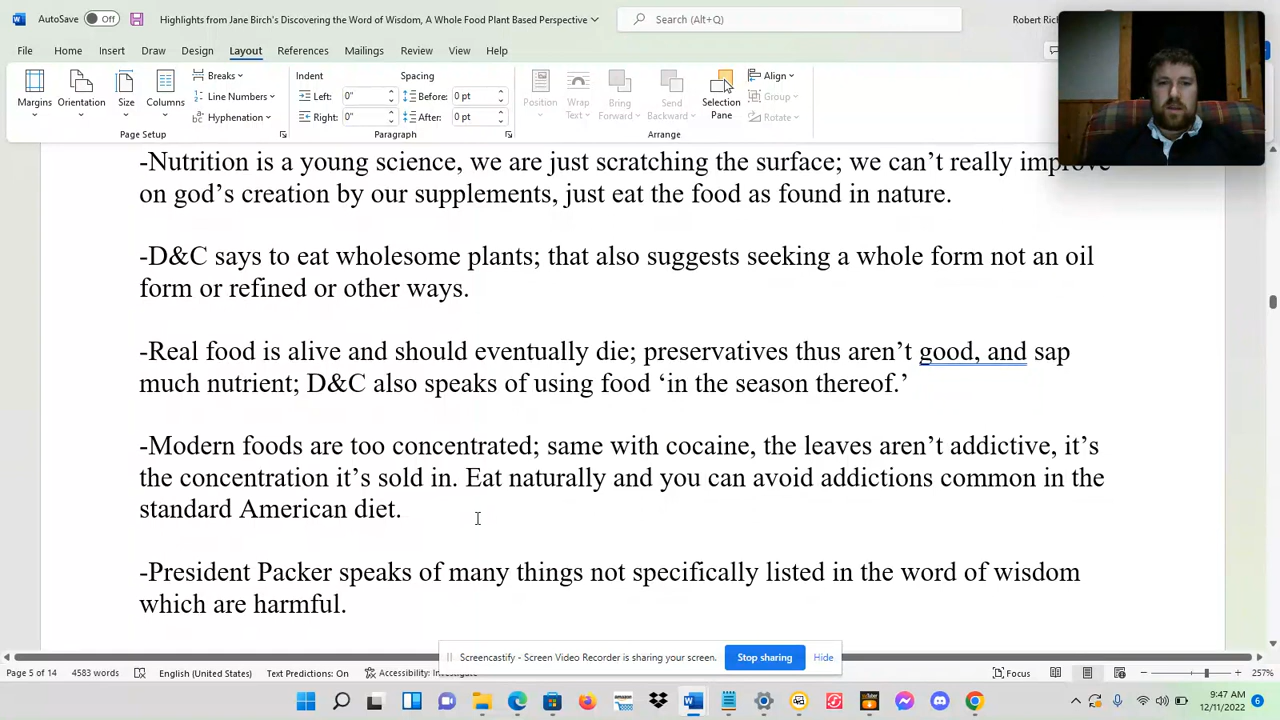 AutoSave Off Highlights from Jane Birch's Discovering the Word of Wisdom, A Whole Food Plant Based Perspective Search (Alt+Q) Robert Ric
File Home Insert Draw Design Layout References Mailings Review View Help
Margins Orientation Size Columns Breaks Line Numbers Hyphenation
Page Setup
Indent Spacing
Left: 0" Before: 0 pt
Right: 0" After: 0 pt
Paragraph
Position Wrap Text Bring Forward Send Backward Selection Pane Align Group Rotate
Arrange
-Nutrition is a young science, we are just scratching the surface; we can’t really improve
on god’s creation by our supplements, just eat the food as found in nature.
-D&C says to eat wholesome plants; that also suggests seeking a whole form not an oil
form or refined or other ways.
-Real food is alive and should eventually die; preservatives thus aren’t good, and sap
much nutrient; D&C also speaks of using food ‘in the season thereof.’
-Modern foods are too concentrated; same with cocaine, the leaves aren’t addictive, it’s
the concentration it’s sold in. Eat naturally and you can avoid addictions common in the
standard American diet.
-President Packer speaks of many things not specifically listed in the word of wisdom
which are harmful.
Screencastify - Screen Video Recorder is sharing your screen. Stop sharing Hide
Page 5 of 14 4583 words English (United States) Text Predictions: On Accessibility: Investigate Focus 257%
9:47 AM
12/11/2022 6